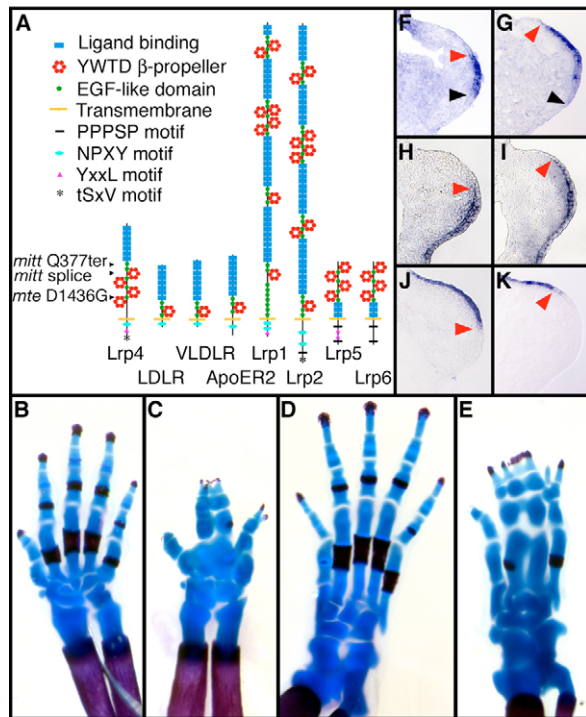 A
Ligand binding
YWTD β-propeller
EGF-like domain
Transmembrane
PPPSP motif
NPXY motif
YxxL motif
tSxV motif
mitt Q377ter
mitt splice
mte D1436G
Lrp4
VLDLR
Lrp1
Lrp5
LDLR
ApoER2
Lrp2
Lrp6
F
G
H
I
J
K
B
C
D
E